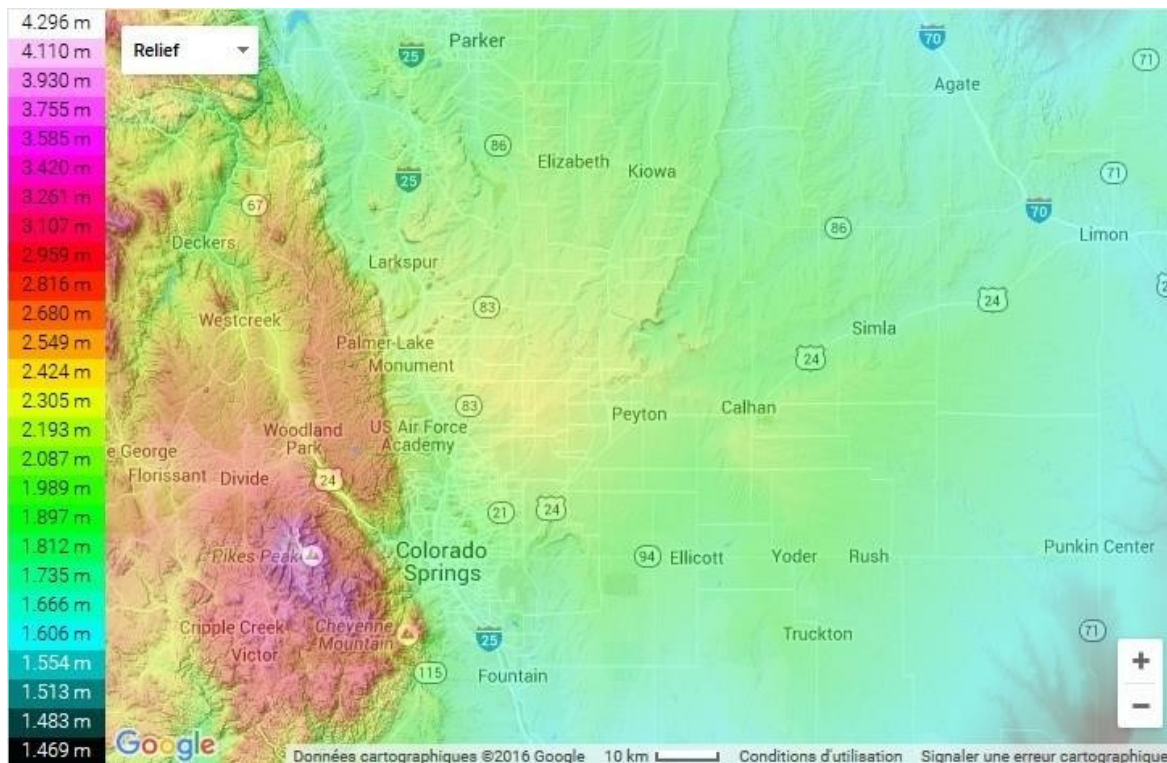 4.296 m
4.110 m
3.930 m
3.755 m
3.585 m
3.420 m
3.261 m
3.107 m
2.959 m
2.816 m
2.680 m
2.549 m
2.424 m
2.305 m
2.193 m
2.087 m
1.989 m
1.897 m
1.812 m
1.735 m
1.666 m
1.606 m
1.554 m
1.513 m
1.483 m
1.469 m
Relief
25
Parker
70
71
Agate
86
Elizabeth
Kiowa
25
71
67
70
Deckers
86
Limon
Larkspur
24
83
Westcreek
Simla
Palmer-Lake
Monument
24
83
Peyton
Calhan
US Air Force
Academy
Woodland
Park
e George
Florissant
Divide
24
21
24
Pikes Peak
Colorado
Springs
94
Ellicott
Yoder
Rush
Punkin Center
Cripple Creek
Victor
Cheyenne
Mountain
25
Truckton
71
115
Fountain
+
−
Google
Données cartographiques ©2016 Google 10 km Conditions d'utilisation Signaler une erreur cartographique